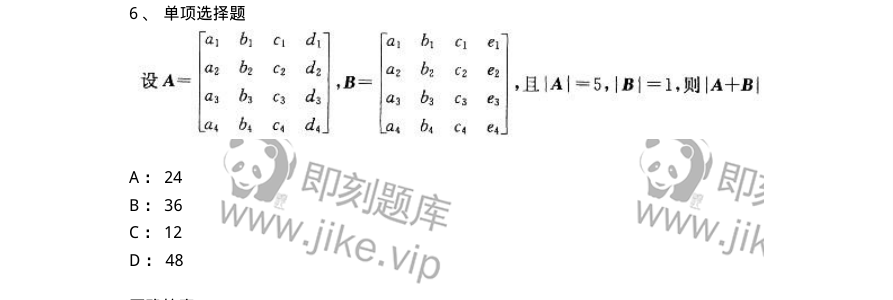 6 、 单项选择题
设 A= [a₁ b₁ c₁ d₁; a₂ b₂ c₂ d₂; a₃ b₃ c₃ d₃; a₄ b₄ c₄ d₄], B= [a₁ b₁ c₁ e₁; a₂ b₂ c₂ e₂; a₃ b₃ c₃ e₃; a₄ b₄ c₄ e₄], 且|A|=5,|B|=1,则|A+B|
A： 24
B： 36
C： 12
D： 48
即刻题库
www.jike.vip
即刻
www.jik